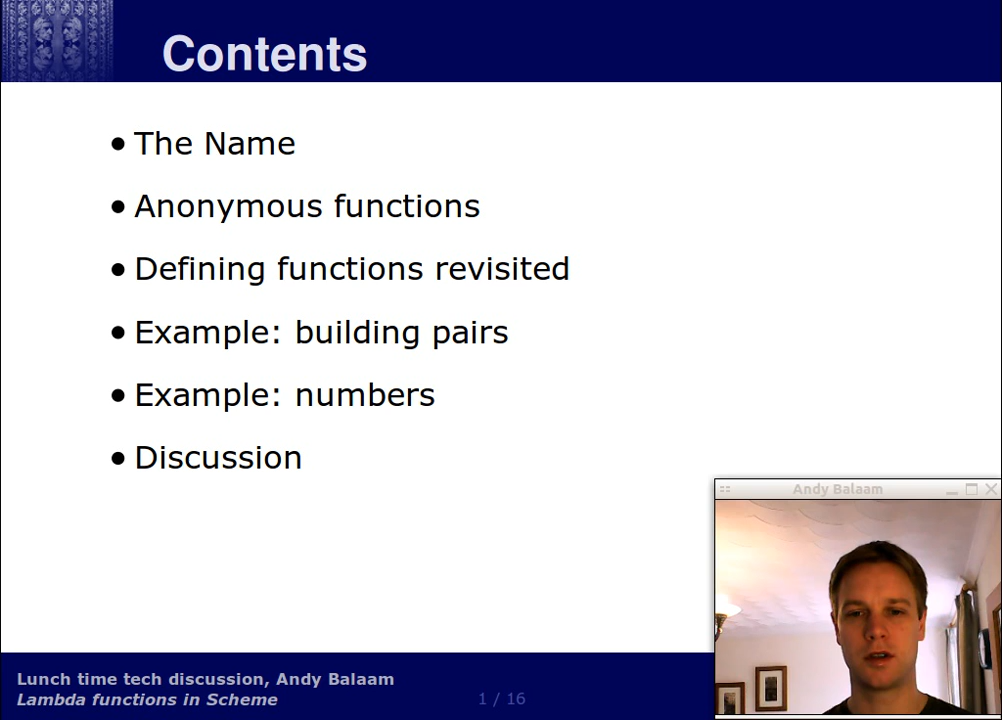 Contents
• The Name
• Anonymous functions
• Defining functions revisited
• Example: building pairs
• Example: numbers
• Discussion
Andy Balaam
Lunch time tech discussion, Andy Balaam
Lambda functions in Scheme
1 / 16